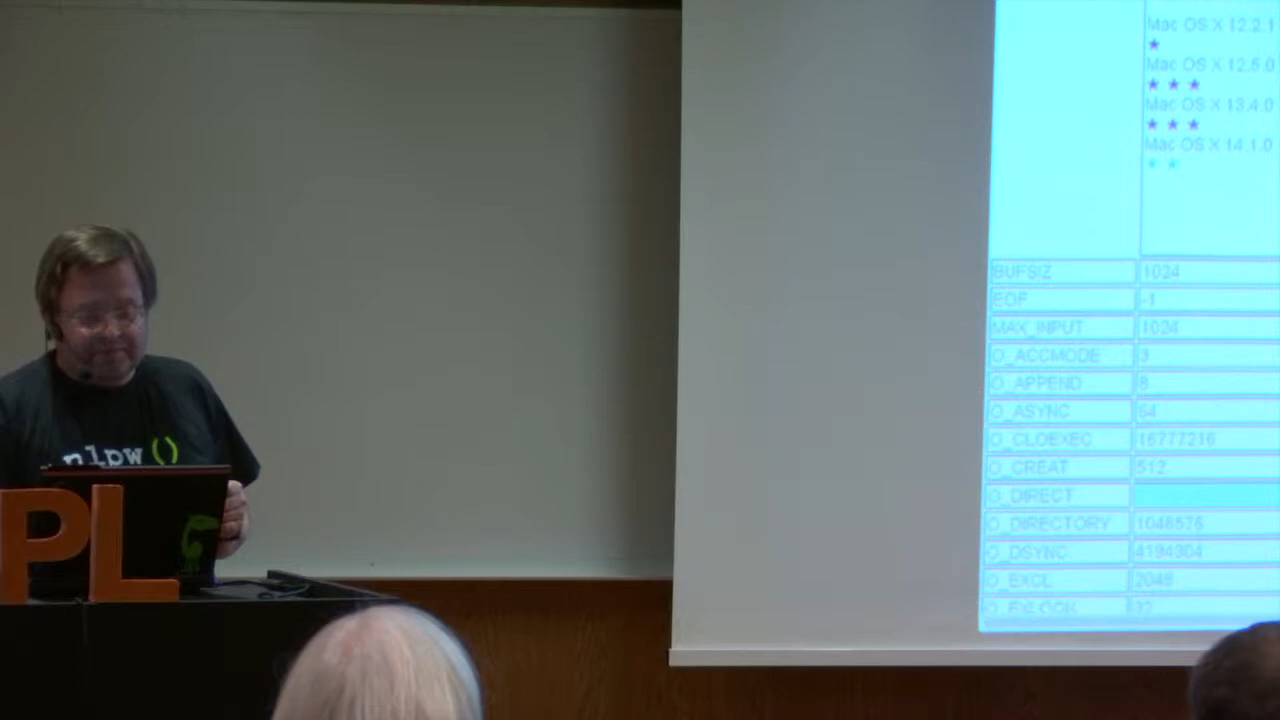 Mac OS X 12.2.1
★
Mac OS X 12.5.0
★ ★ ★
Mac OS X 13.4.0
★ ★ ★
Mac OS X 14.1.0
★ ★
BUFSIZ 1024
EOF -1
MAX_INPUT 1024
O_ACCMODE 3
O_APPEND 8
O_ASYNC 64
O_CLOEXEC 16777216
O_CREAT 512
O_DIRECT
O_DIRECTORY 1048576
O_DSYNC 4194304
O_EXCL 2048
O_EXLOCK 32
nlpw ()
PL